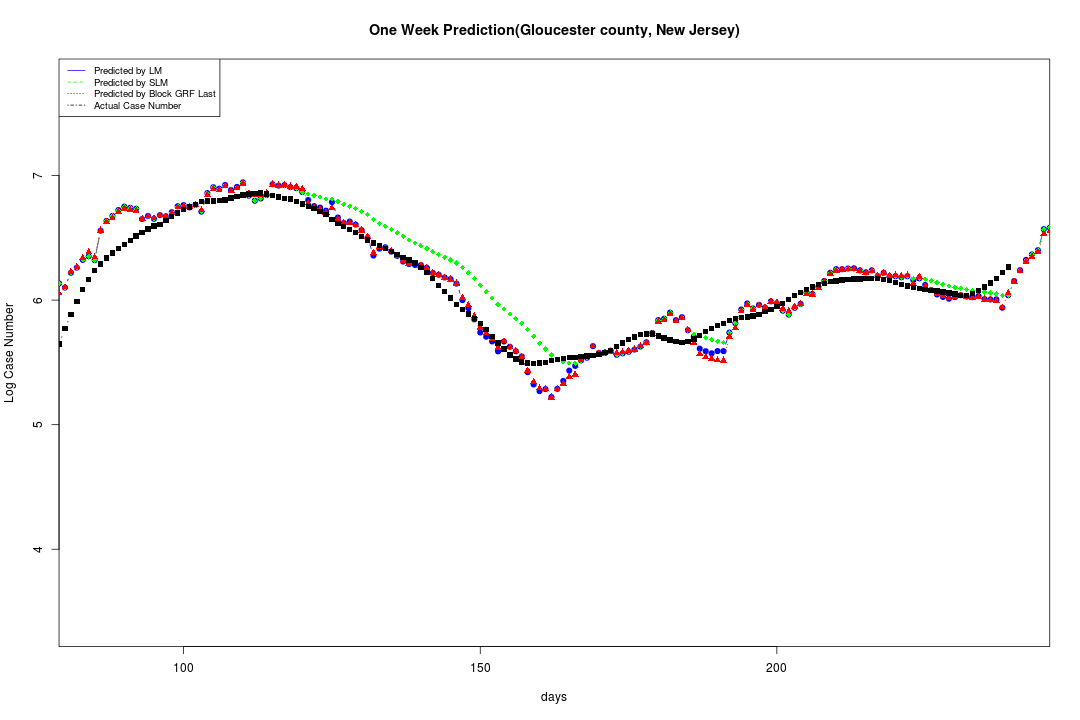 One Week Prediction(Gloucester county, New Jersey)
Predicted by LM
Predicted by SLM
Predicted by Block GRF Last
Actual Case Number
7
6
5
4
Log Case Number
100
150
200
days